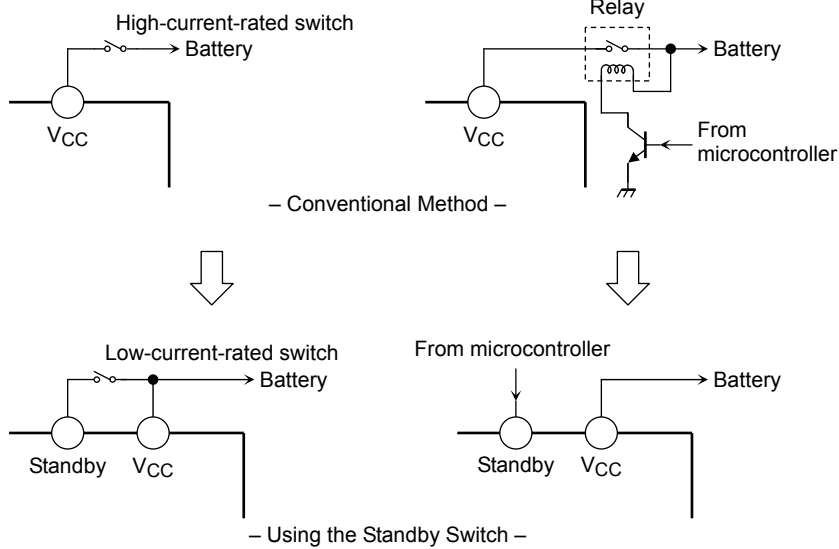 High-current-rated switch
Battery
VCC
Relay
Battery
VCC
From
microcontroller
– Conventional Method –
Low-current-rated switch
Battery
Standby
VCC
From microcontroller
Battery
Standby
VCC
– Using the Standby Switch –